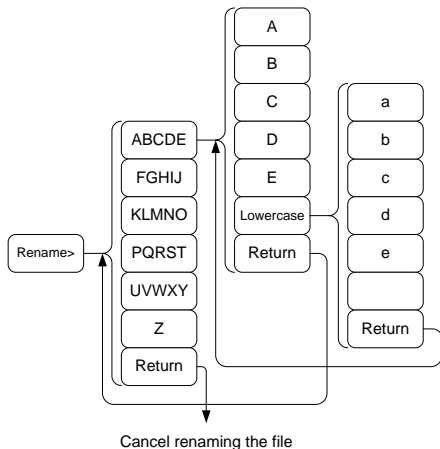 Rename>
ABCDE
FGHIJ
KLMNO
PQRST
UVWXY
Z
Return
A
B
C
D
E
Lowercase
Return
a
b
c
d
e
Return
Cancel renaming the file